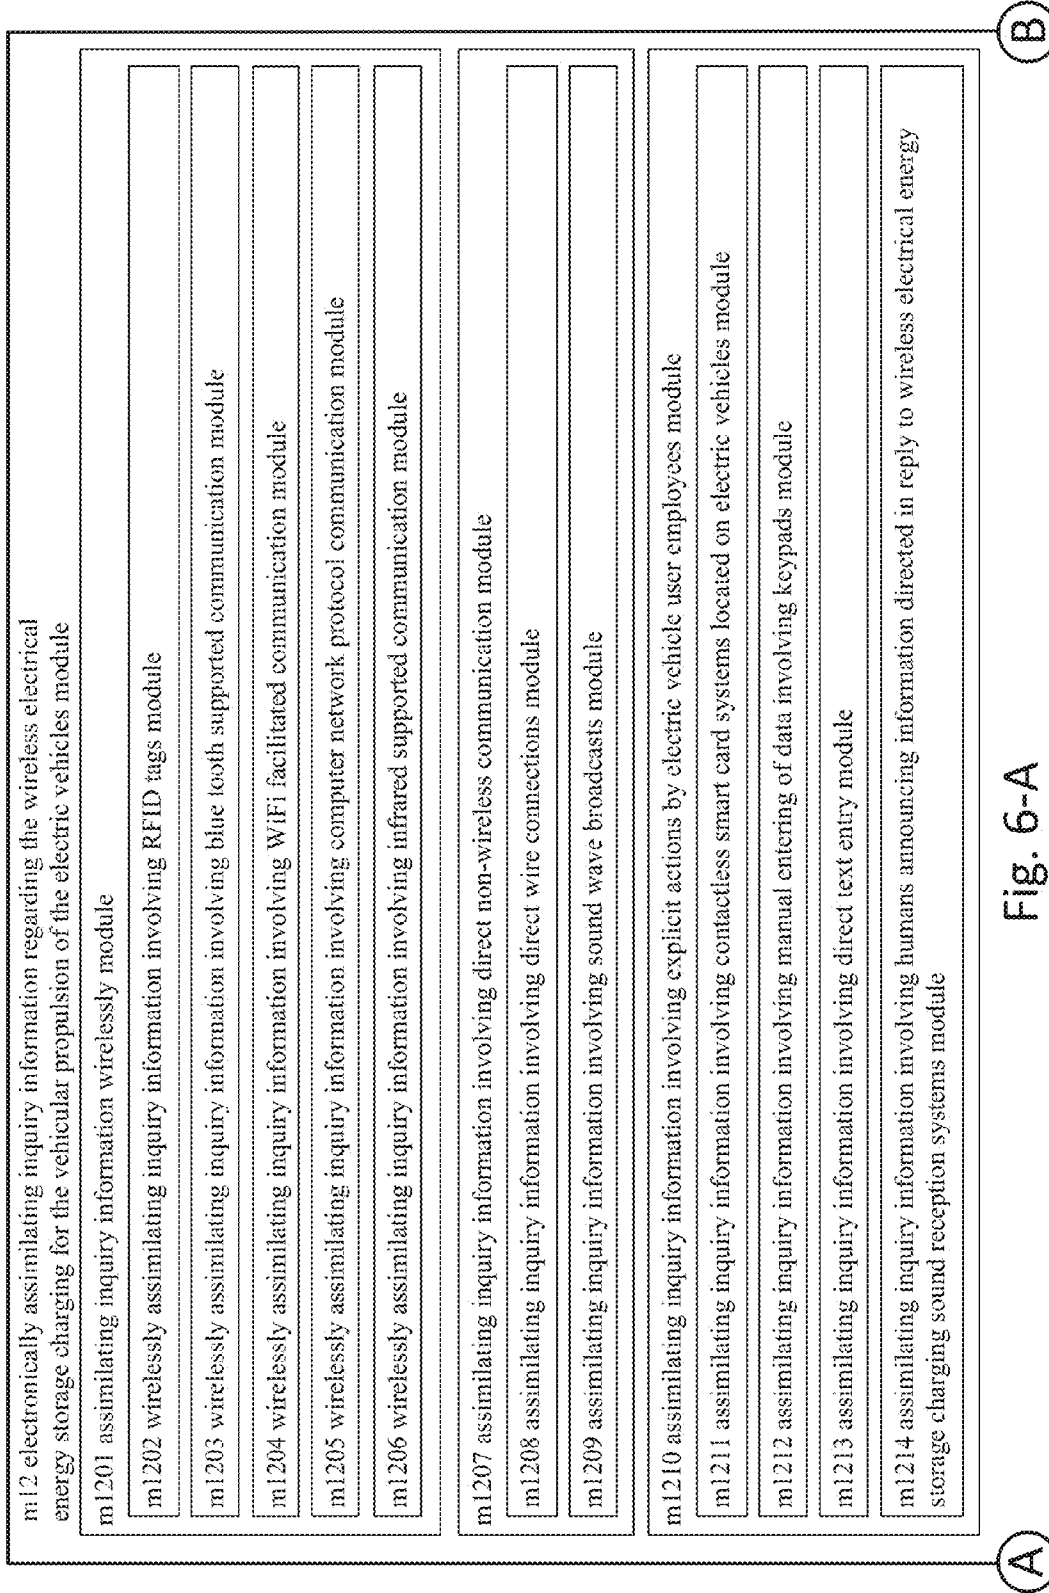 m12 electronically assimilating inquiry information regarding the wireless electrical
energy storage charging for the vehicular propulsion of the electric vehicles module
m1201 assimilating inquiry information wirelessly module
m1202 wirelessly assimilating inquiry information involving RFID tags module
m1203 wirelessly assimilating inquiry information involving blue tooth supported communication module
m1204 wirelessly assimilating inquiry information involving WiFi facilitated communication module
m1205 wirelessly assimilating inquiry information involving computer network protocol communication module
m1206 wirelessly assimilating inquiry information involving infrared supported communication module
m1207 assimilating inquiry information involving direct non-wireless communication module
m1208 assimilating inquiry information involving direct wire connections module
m1209 assimilating inquiry information involving sound wave broadcasts module
m1210 assimilating inquiry information involving explicit actions by electric vehicle user employees module
m1211 assimilating inquiry information involving contactless smart card systems located on electric vehicles module
m1212 assimilating inquiry information involving manual entering of data involving keypads module
m1213 assimilating inquiry information involving direct text entry module
m1214 assimilating inquiry information involving humans announcing information directed in reply to wireless electrical energy
storage charging sound reception systems module
A
B
Fig. 6-A